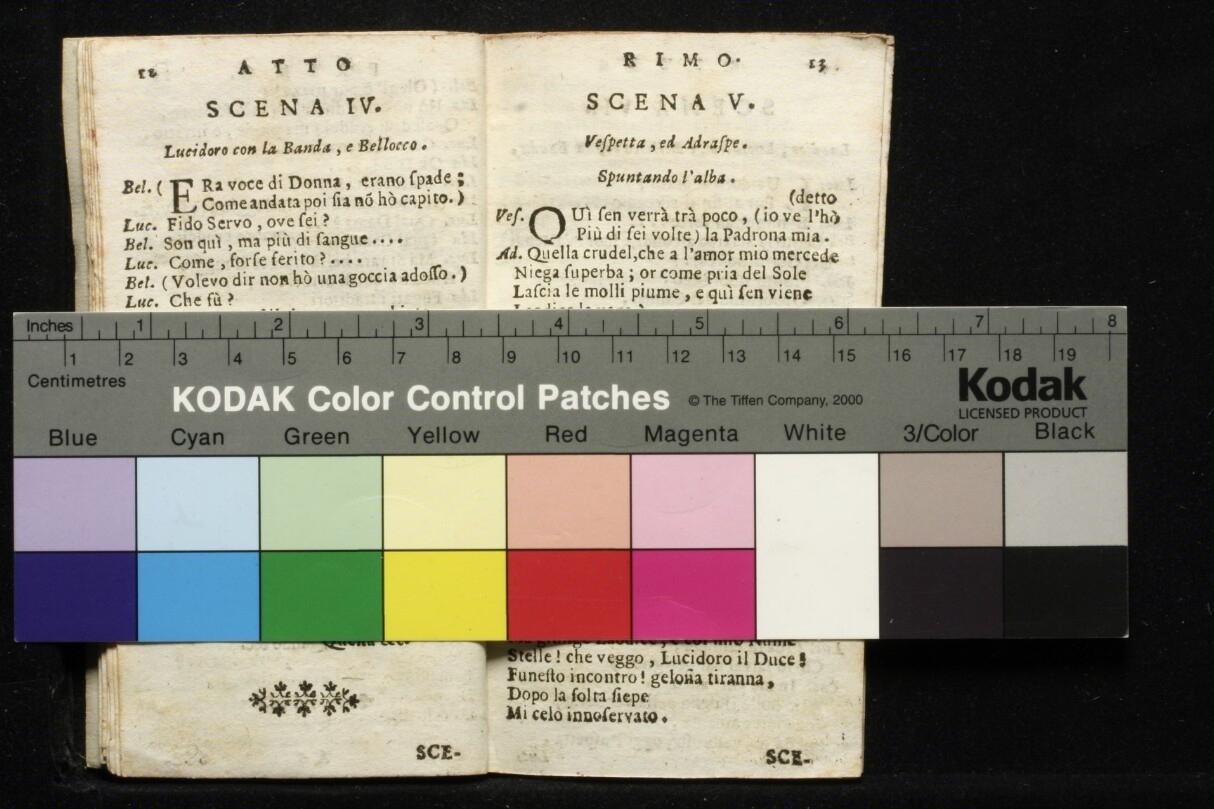 12 ATTO
SCENA IV.
Lucidoro con la Banda, e Bellocco.
Bel. (ERa voce di Donna, erano ſpade;
Come andata poi ſia nō hò capito.)
Luc. Fido Servo, ove ſei?
Bel. Son quì, ma più di ſangue....
Luc. Come, forſe ferito?....
Bel. (Volevo dir non hò una goccia adoſſo.)
Luc. Che fù?
SCE-
RIMO. 13
SCENA V.
Veſpetta, ed Adraſpe.
Spuntando l'alba.
(detto
Veſ. QUì ſen verrà trà poco, (io ve l'hò
Più di ſei volte) la Padrona mia.
Ad. Quella crudel, che a l'amor mio mercede
Niega ſuperba; or come pria del Sole
Laſcia le molli piume, e quì ſen viene
Stelle! che veggo, Lucidoro il Duce!
Funeſto incontro! geloſia tiranna,
Dopo la folta ſiepe
Mi celò innoſervato.
SCE-
Inches 1 2 3 4 5 6 7 8
1 2 3 4 5 6 7 8 9 10 11 12 13 14 15 16 17 18 19
Centimetres
KODAK Color Control Patches © The Tiffen Company, 2000
Kodak
LICENSED PRODUCT
Blue Cyan Green Yellow Red Magenta White 3/Color Black